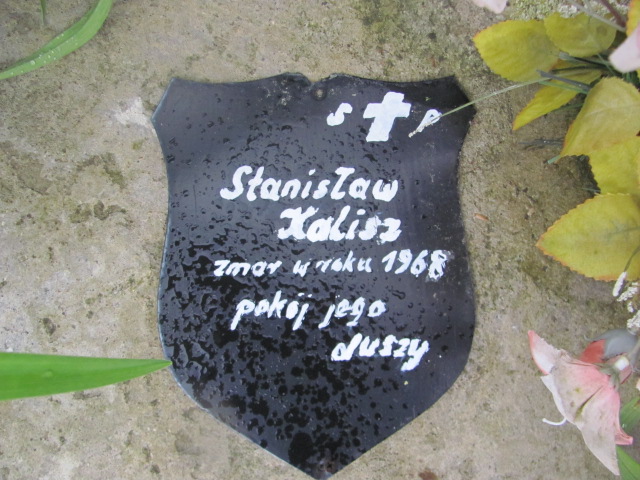 S ✝ P
Stanisław
Kalisz
zmar w roku 1968
pokój jego
duszy